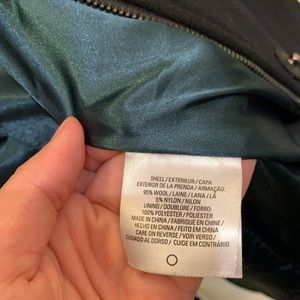 SHELL / EXTERIEUR / CAPA
EXTERIOR DE LA PRENDA / ARMAÇÃO:
95% WOOL / LAINE / LANA / LÃ
5% NYLON / NILON
LINING / DOUBLURE / FORRO:
100% POLYESTER / POLIESTER
MADE IN CHINA / FABRIQUE EN CHINE /
HECHO EN CHINA / FEITO EM CHINA
CARE ON REVERSE / VOIR VERSO /
CUIDADO AL DORSO / CUIDE EM CONTRÁRIO